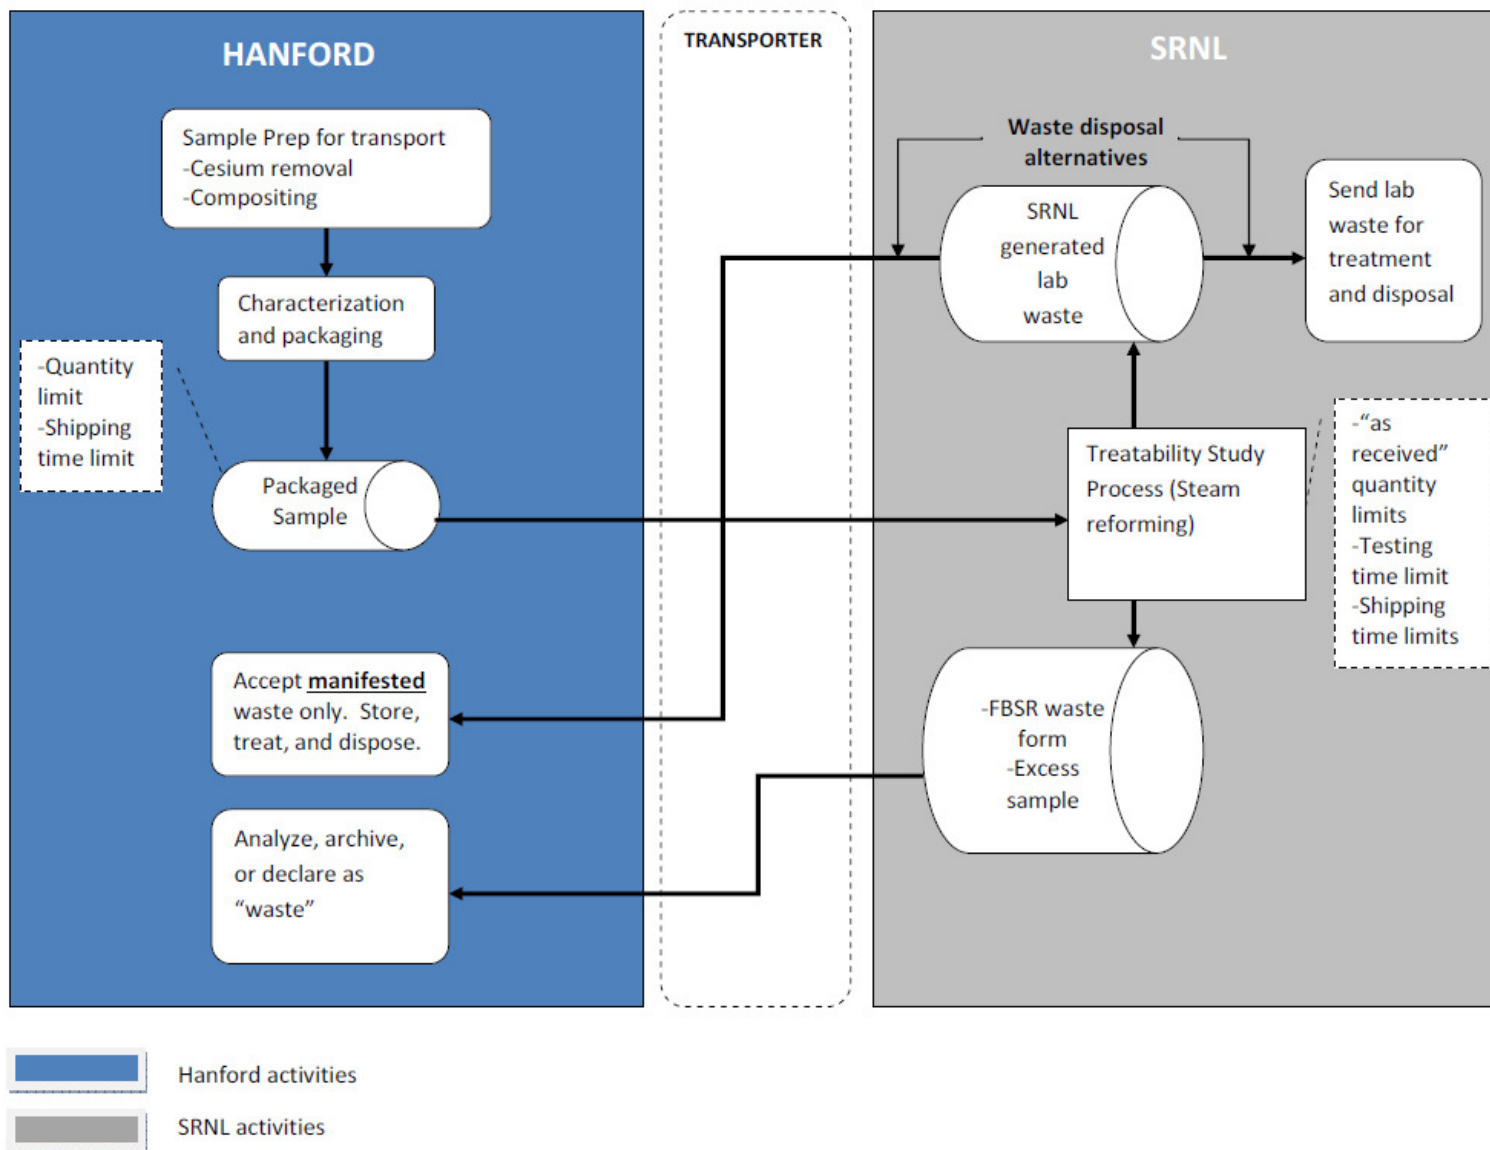 HANFORD
Sample Prep for transport
-Cesium removal
-Compositing
Characterization
and packaging
-Quantity
limit
-Shipping
time limit
Packaged
Sample
Accept manifested
waste only.  Store,
treat, and dispose.
Analyze, archive,
or declare as
“waste”
TRANSPORTER
SRNL
Waste disposal
alternatives
SRNL
generated
lab
waste
Send lab
waste for
treatment
and disposal
Treatability Study
Process (Steam
reforming)
-“as
received”
quantity
limits
-Testing
time limit
-Shipping
time limits
-FBSR waste
form
-Excess
sample
Hanford activities
SRNL activities